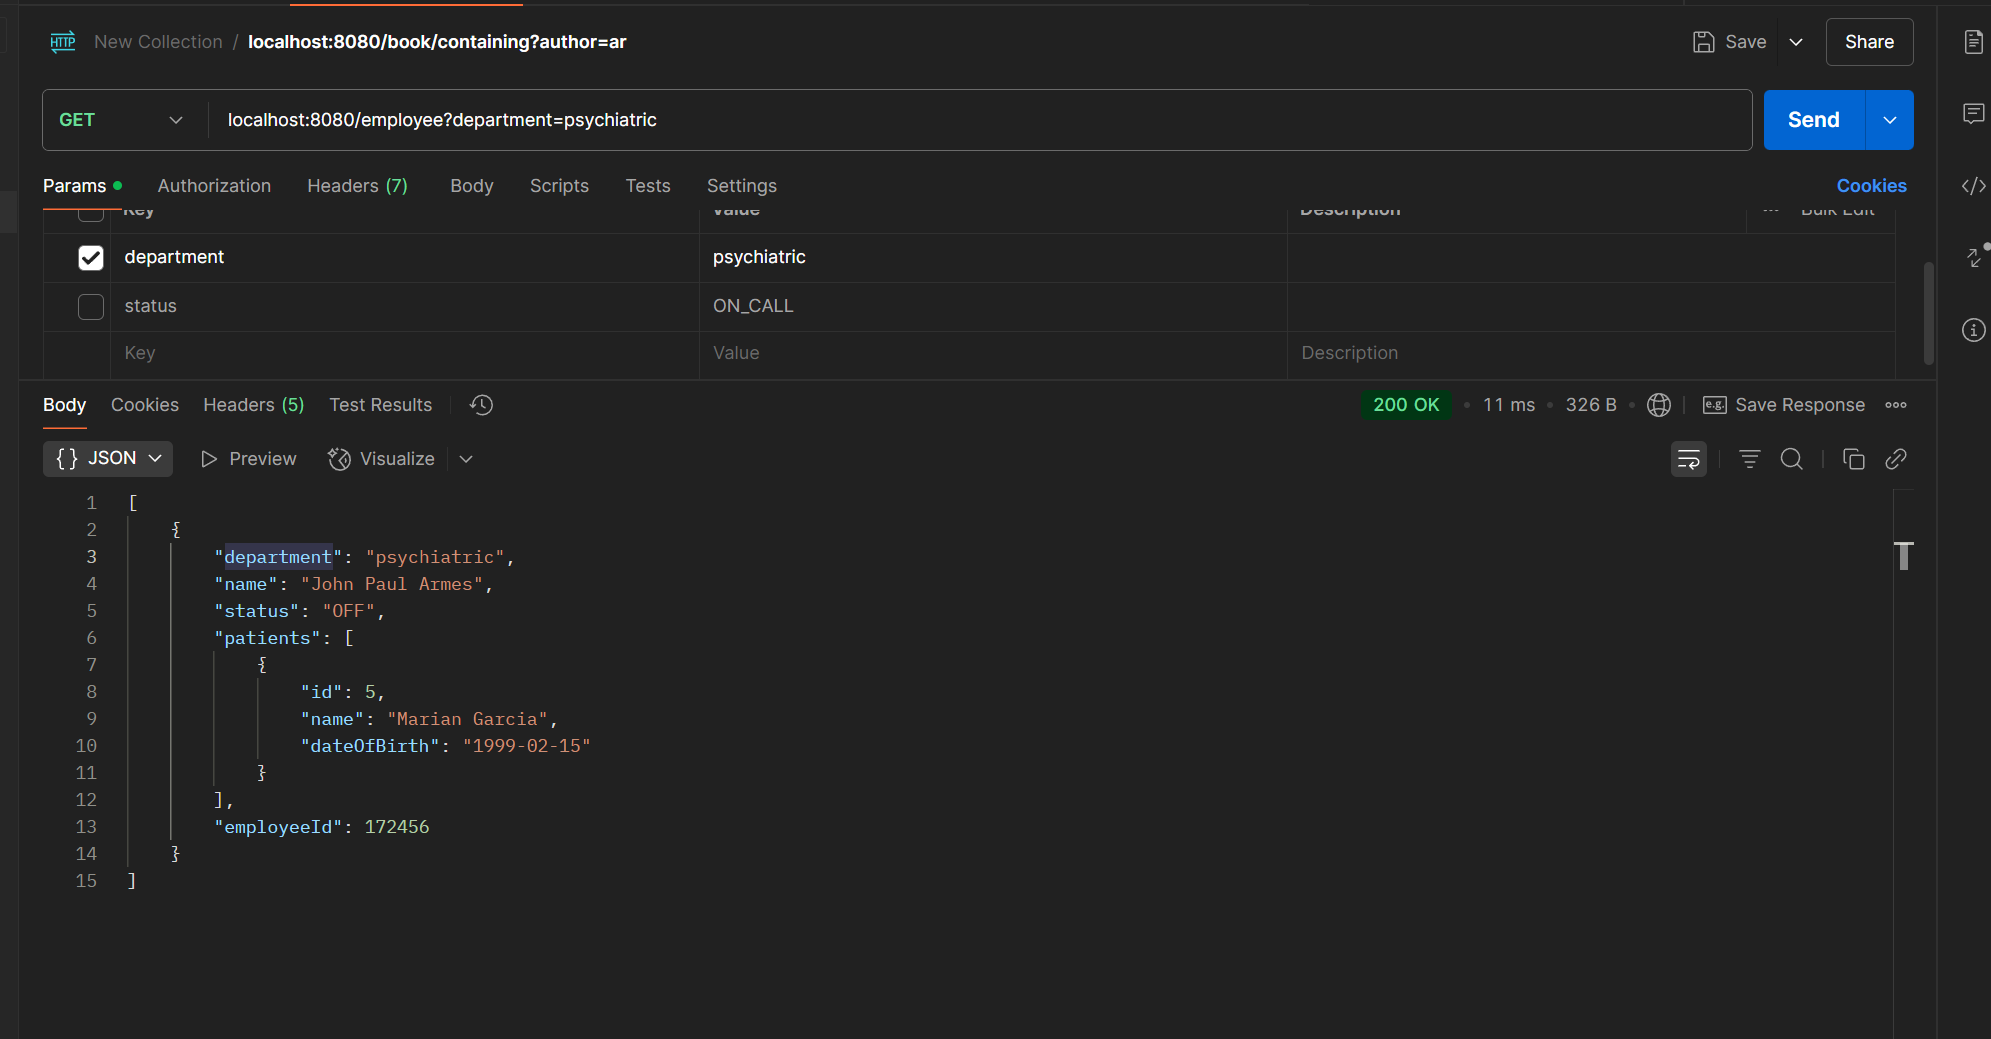 HTTP New Collection / localhost:8080/book/containing?author=ar Save Share
GET localhost:8080/employee?department=psychiatric Send
Params Authorization Headers (7) Body Scripts Tests Settings Cookies
Key Value Description ... Bulk Edit
department psychiatric
status ON_CALL
Key Value Description
Body Cookies Headers (5) Test Results 200 OK • 11 ms • 326 B • e.g. Save Response
{} JSON Preview Visualize
1 [
2 {
3 "department": "psychiatric",
4 "name": "John Paul Armes",
5 "status": "OFF",
6 "patients": [
7 {
8 "id": 5,
9 "name": "Marian Garcia",
10 "dateOfBirth": "1999-02-15"
11 }
12 ],
13 "employeeId": 172456
14 }
15 ]